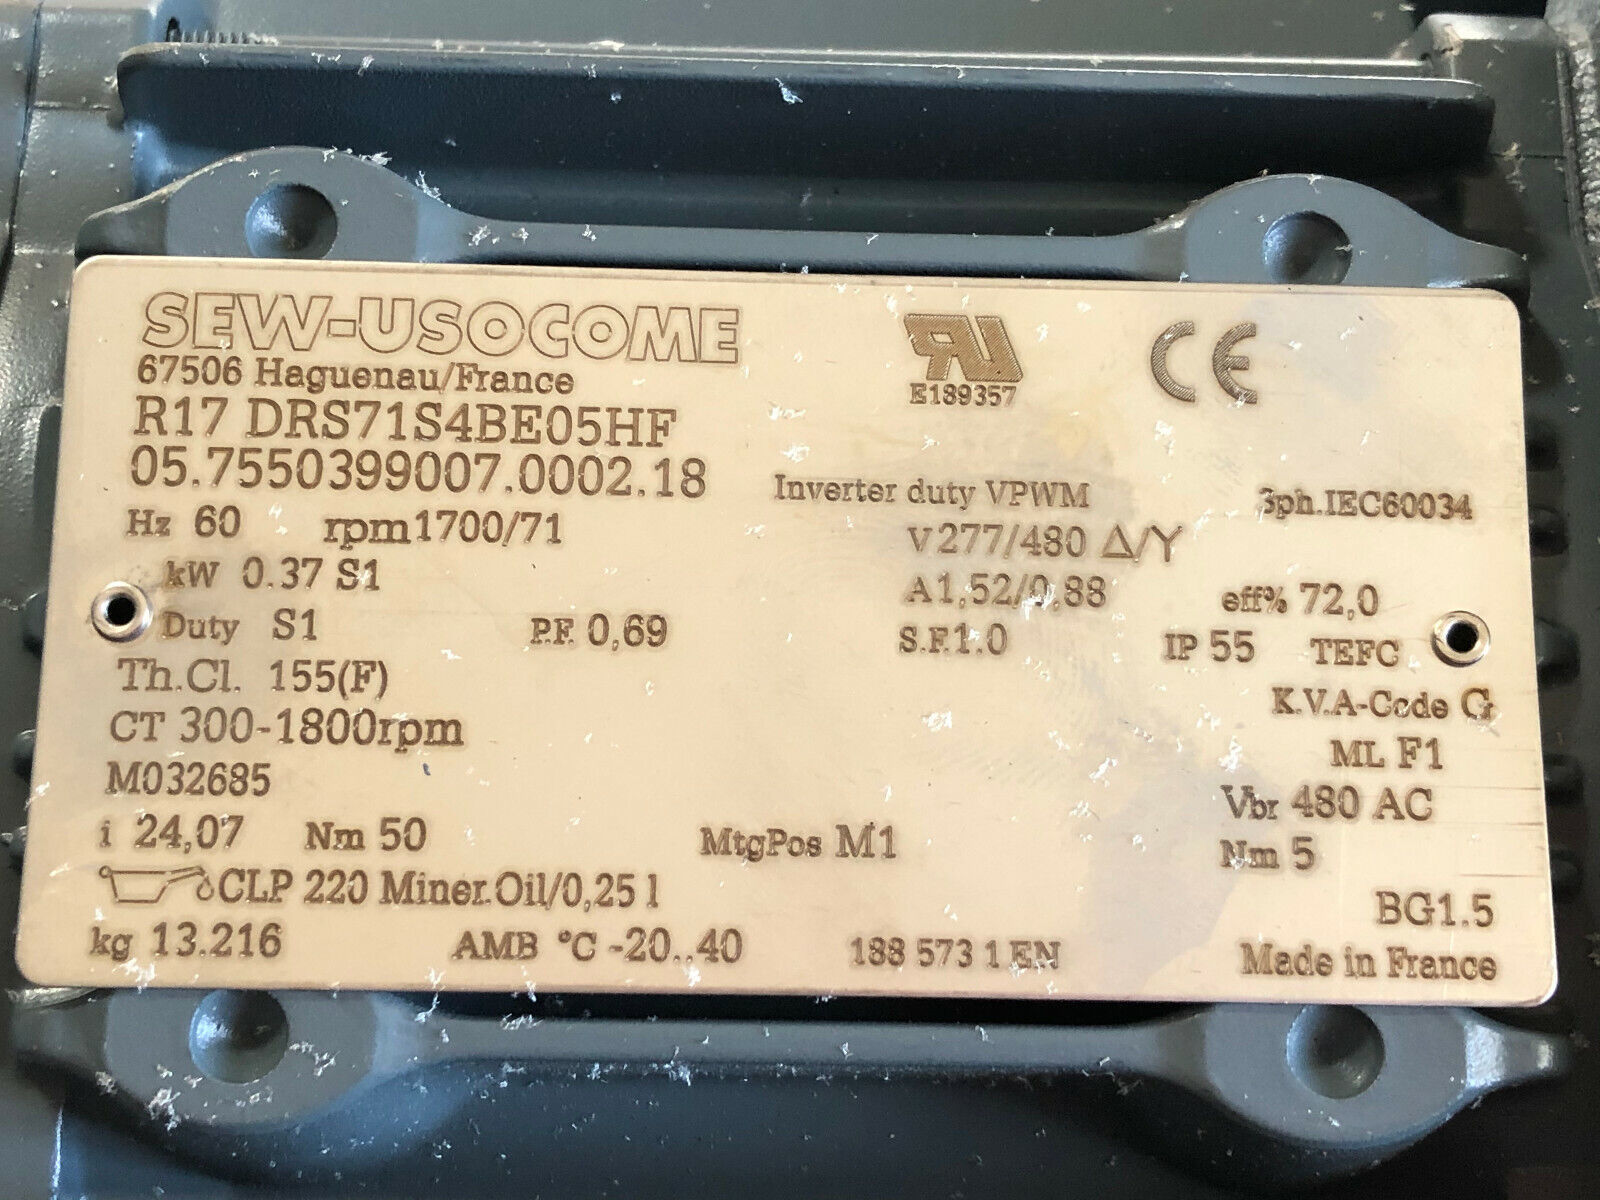 SEW-USOCOME
67506 Haguenau/France
R17 DRS71S4BE05HF
05.7550399007.0002.18
E189357
CE
Inverter duty VPWM 3ph.IEC60034
Hz 60 rpm 1700/71 V 277/480 Δ/Y
kW 0.37 S1 A 1,52/0,88 eff% 72,0
Duty S1 P.F. 0,69 S.F.1.0 IP 55 TEFC
Th.Cl. 155(F) K.V.A-Code G
CT 300-1800rpm ML F1
M032685 Vbr 480 AC
i 24,07 Nm 50 MtgPos M1 Nm 5
CLP 220 Miner.Oil/0,25 l BG1.5
kg 13.216 AMB °C -20..40 188 573 1 EN Made in France